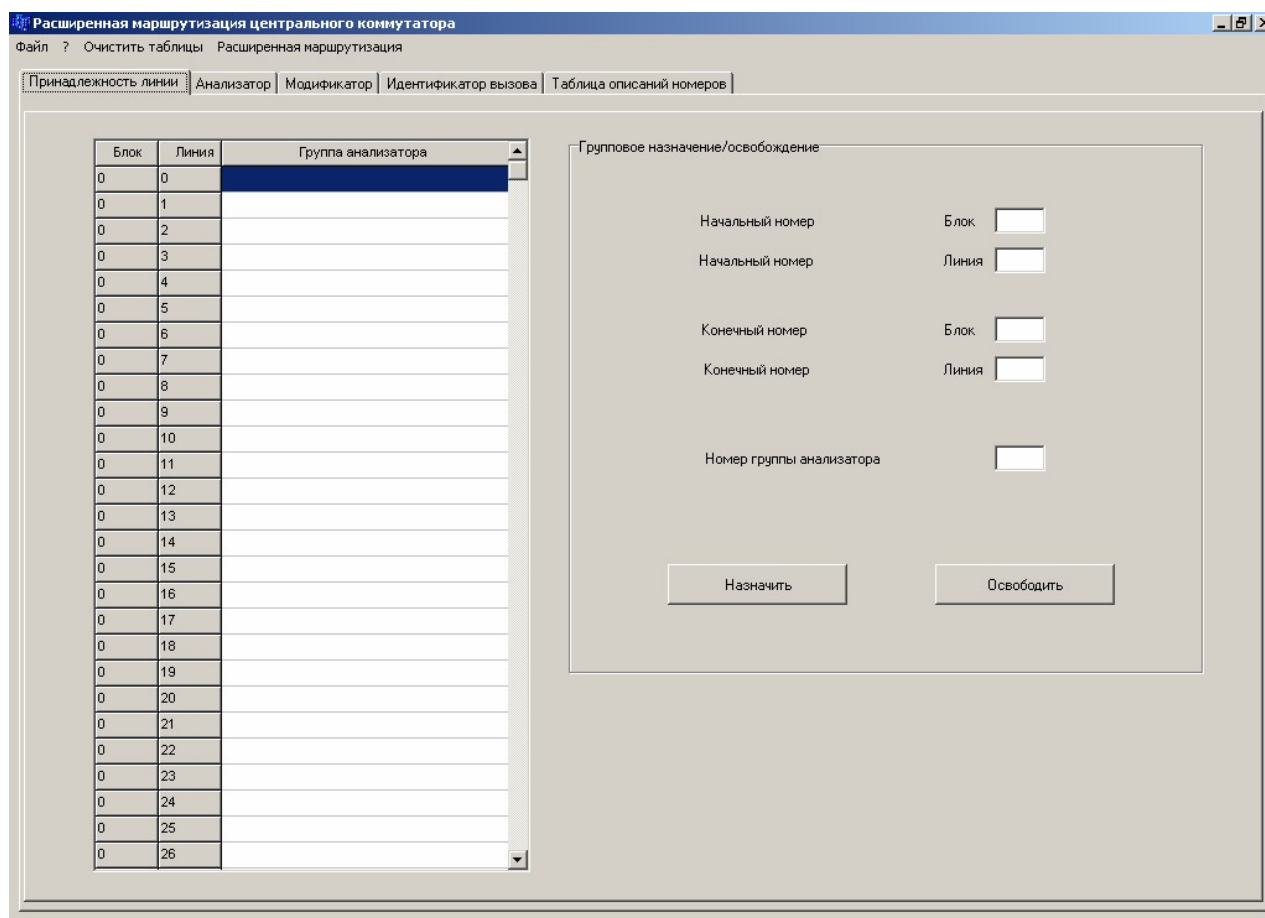 Расширенная маршрутизация центрального коммутатора
Файл ? Очистить таблицы Расширенная маршрутизация
Принадлежность линии Анализатор Модификатор Идентификатор вызова Таблица описаний номеров
Блок Линия Группа анализатора
0 0
0 1
0 2
0 3
0 4
0 5
0 6
0 7
0 8
0 9
0 10
0 11
0 12
0 13
0 14
0 15
0 16
0 17
0 18
0 19
0 20
0 21
0 22
0 23
0 24
0 25
0 26
Групповое назначение/освобождение
Начальный номер Блок
Начальный номер Линия
Конечный номер Блок
Конечный номер Линия
Номер группы анализатора
Назначить Освободить